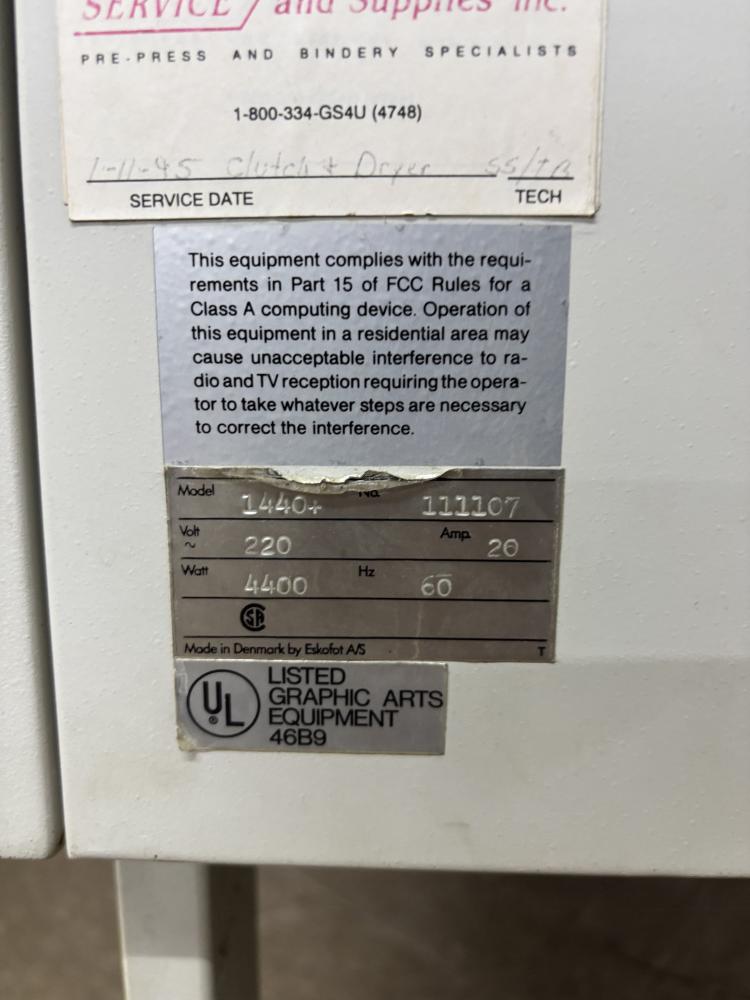 SERVICE / and Supplies Inc.
PRE-PRESS AND BINDERY SPECIALISTS
1-800-334-GS4U (4748)
1-11-95 Clutch & Dryer
SERVICE DATE TECH
This equipment complies with the requi-
rements in Part 15 of FCC Rules for a
Class A computing device. Operation of
this equipment in a residential area may
cause unacceptable interference to ra-
dio and TV reception requiring the opera-
tor to take whatever steps are necessary
to correct the interference.
Model 1440+ No. 111107
Volt ~ 220 Amp. 20
Watt 4400 Hz 60
SA
Made in Denmark by Eskofot A/S T
UL ® LISTED
GRAPHIC ARTS
EQUIPMENT
46B9